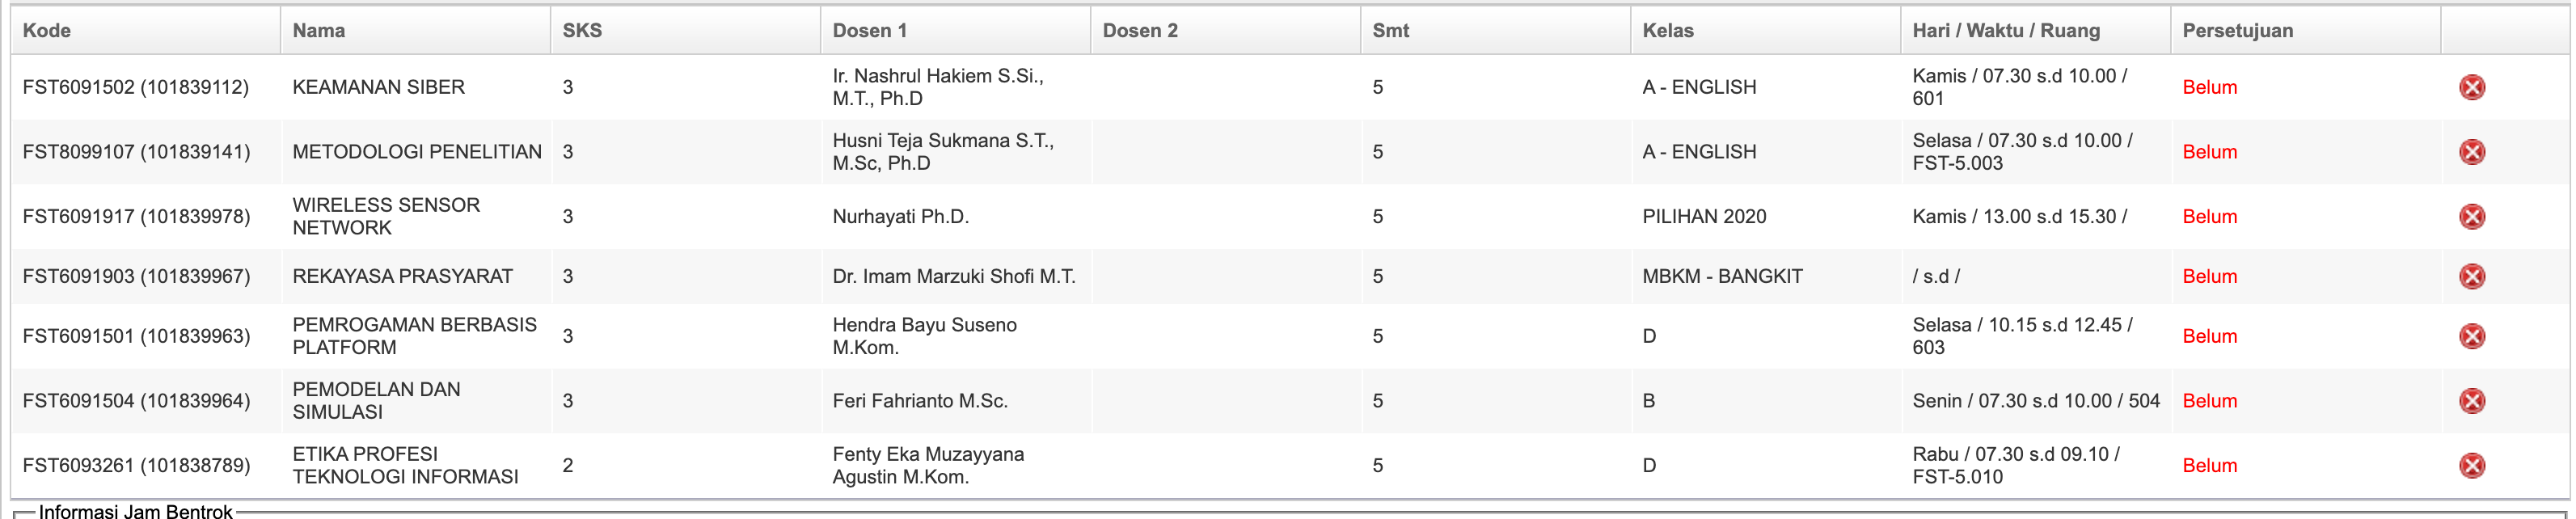 Kode Nama SKS Dosen 1 Dosen 2 Smt Kelas Hari / Waktu / Ruang Persetujuan
FST6091502 (101839112) KEAMANAN SIBER 3 Ir. Nashrul Hakiem S.Si., M.T., Ph.D 5 A - ENGLISH Kamis / 07.30 s.d 10.00 / 601 Belum
FST8099107 (101839141) METODOLOGI PENELITIAN 3 Husni Teja Sukmana S.T., M.Sc, Ph.D 5 A - ENGLISH Selasa / 07.30 s.d 10.00 / FST-5.003 Belum
FST6091917 (101839978) WIRELESS SENSOR NETWORK 3 Nurhayati Ph.D. 5 PILIHAN 2020 Kamis / 13.00 s.d 15.30 / Belum
FST6091903 (101839967) REKAYASA PRASYARAT 3 Dr. Imam Marzuki Shofi M.T. 5 MBKM - BANGKIT / s.d / Belum
FST6091501 (101839963) PEMROGAMAN BERBASIS PLATFORM 3 Hendra Bayu Suseno M.Kom. 5 D Selasa / 10.15 s.d 12.45 / 603 Belum
FST6091504 (101839964) PEMODELAN DAN SIMULASI 3 Feri Fahrianto M.Sc. 5 B Senin / 07.30 s.d 10.00 / 504 Belum
FST6093261 (101838789) ETIKA PROFESI TEKNOLOGI INFORMASI 2 Fenty Eka Muzayyana Agustin M.Kom. 5 D Rabu / 07.30 s.d 09.10 / FST-5.010 Belum
Informasi Jam Bentrok